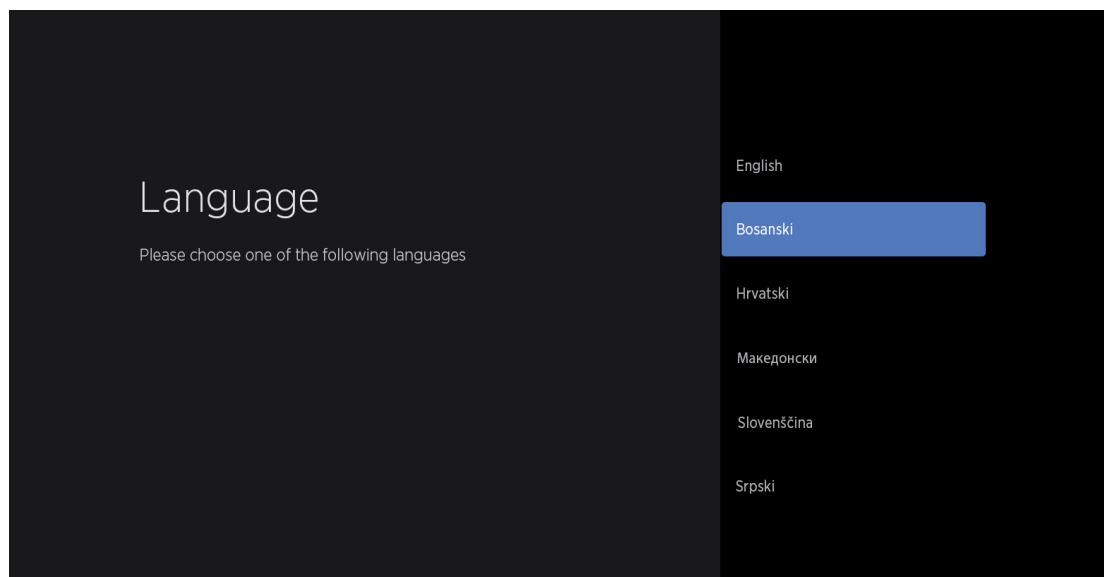 Language
Please choose one of the following languages
English
Bosanski
Hrvatski
Македонски
Slovenščina
Srpski